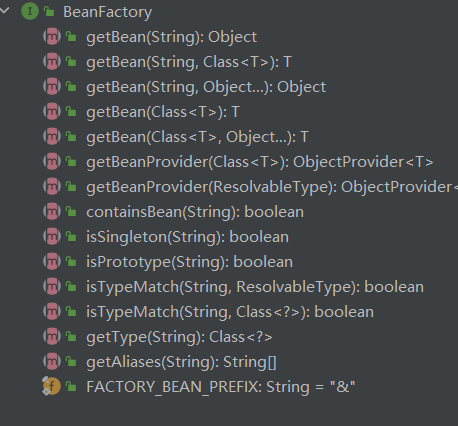 BeanFactory
getBean(String): Object
getBean(String, Class<T>): T
getBean(String, Object...): Object
getBean(Class<T>): T
getBean(Class<T>, Object...): T
getBeanProvider(Class<T>): ObjectProvider<T>
getBeanProvider(ResolvableType): ObjectProvider<
containsBean(String): boolean
isSingleton(String): boolean
isPrototype(String): boolean
isTypeMatch(String, ResolvableType): boolean
isTypeMatch(String, Class<?>): boolean
getType(String): Class<?>
getAliases(String): String[]
FACTORY_BEAN_PREFIX: String = "&"